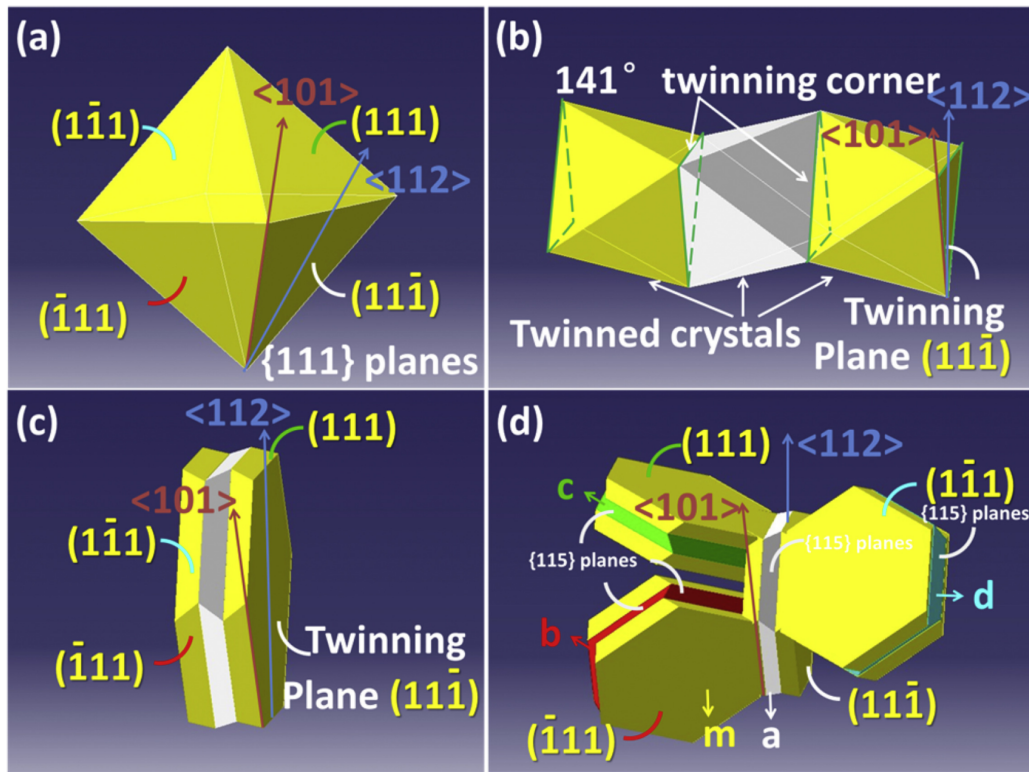 (a)
<101>
(11̅1)
(111)
<112>
(1̅11)
(111̅)
{111} planes
(b)
141° twinning corner
<112>
<101>
Twinned crystals
Twinning
Plane (111̅)
(c)
<112>
(111)
<101>
(11̅1)
(1̅11)
Twinning
Plane (111̅)
(d)
(111)
<112>
c
<101>
(11̅1)
{115} planes
{115} planes
{115} planes
d
b
(111̅)
(1̅11)
m
a